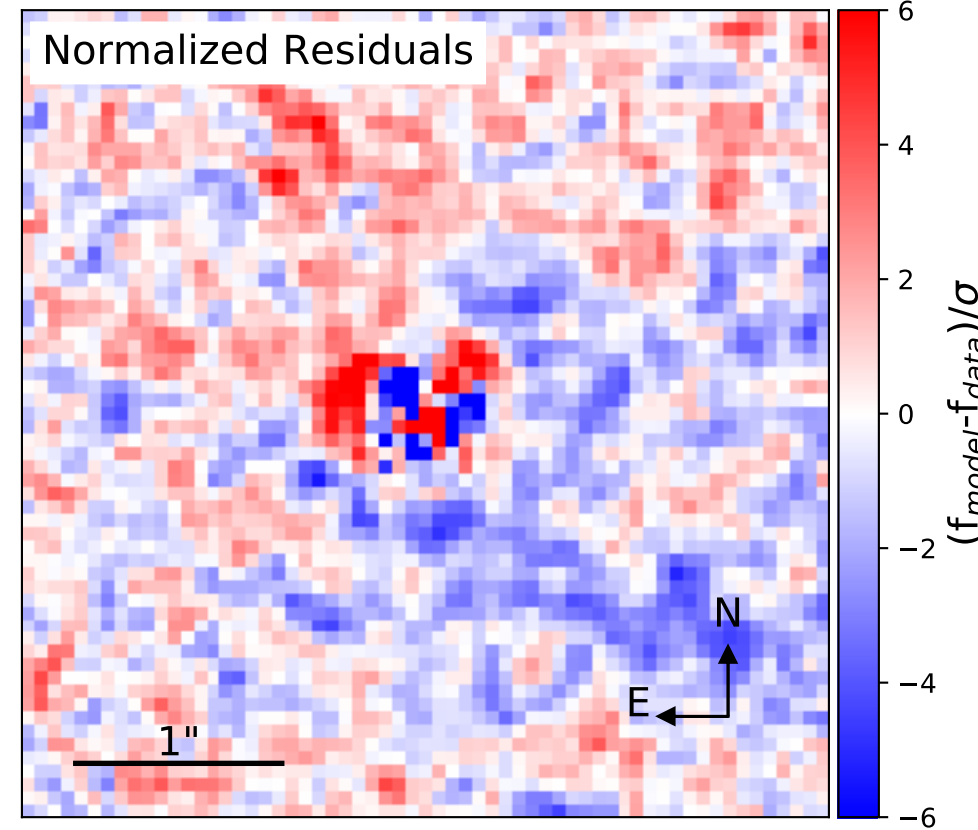 Normalized Residuals
6
4
2
0
−2
−4
−6
(f_model-f_data)/σ
N
E
1"